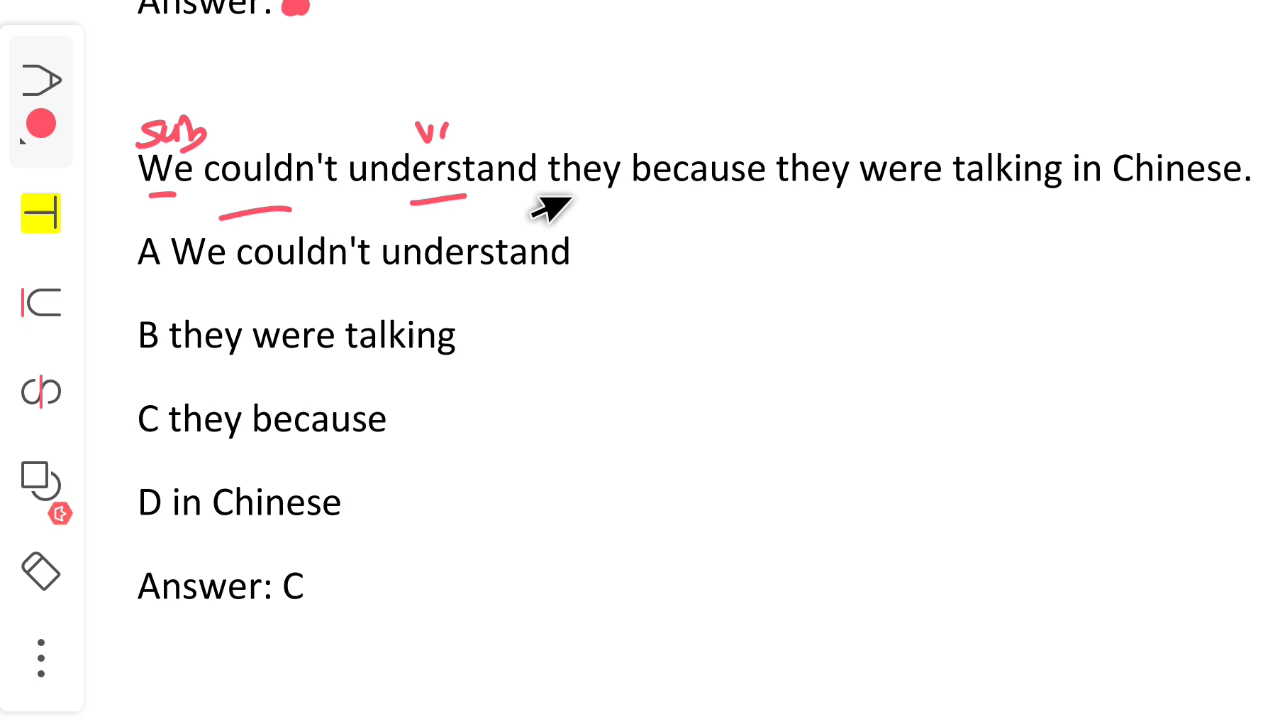 Answer:
sub
We couldn't understand they because they were talking in Chinese.
A We couldn't understand
B they were talking
C they because
D in Chinese
Answer: C